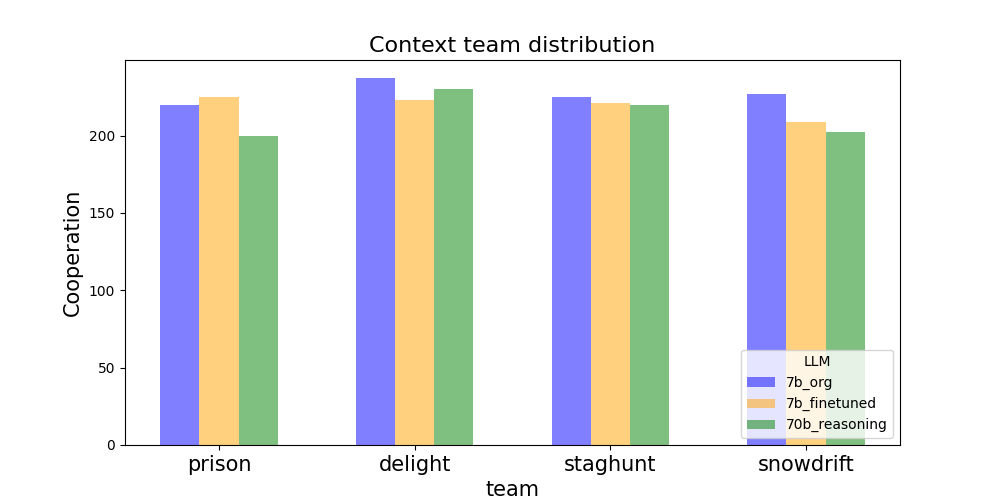 Context team distribution
Cooperation
200
150
100
50
0
LLM
7b_org
7b_finetuned
70b_reasoning
prison delight staghunt snowdrift
team